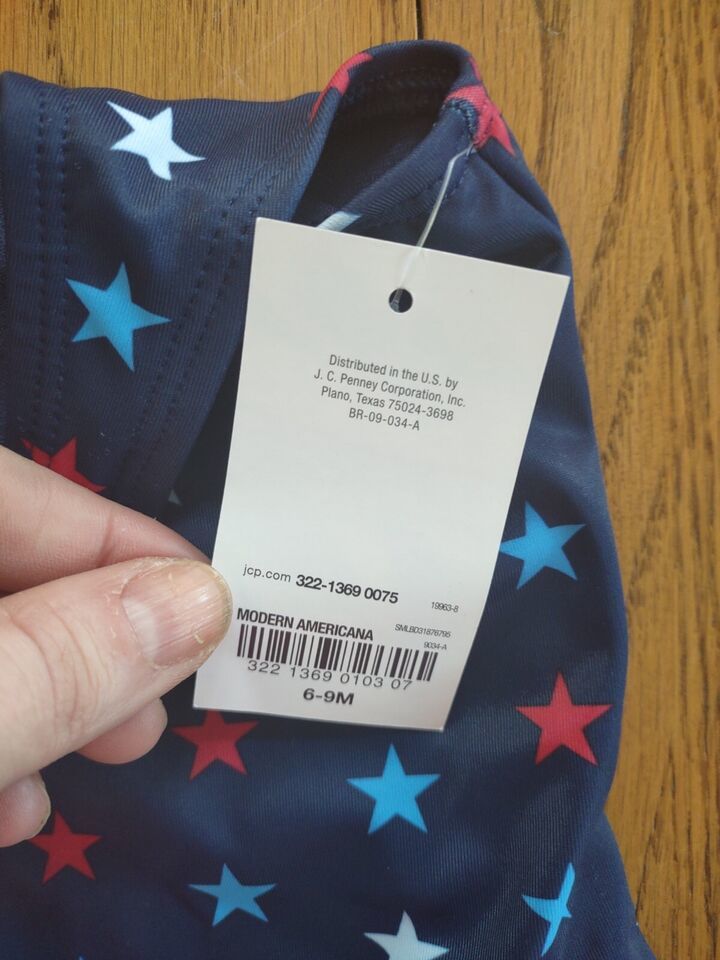 Distributed in the U.S. by
J. C. Penney Corporation, Inc.
Plano, Texas 75024-3698
BR-09-034-A
jcp.com 322-1369 0075
19963-8
MODERN AMERICANA
SMLBD31876795
9034-A
322 1369 0103 07
6-9M